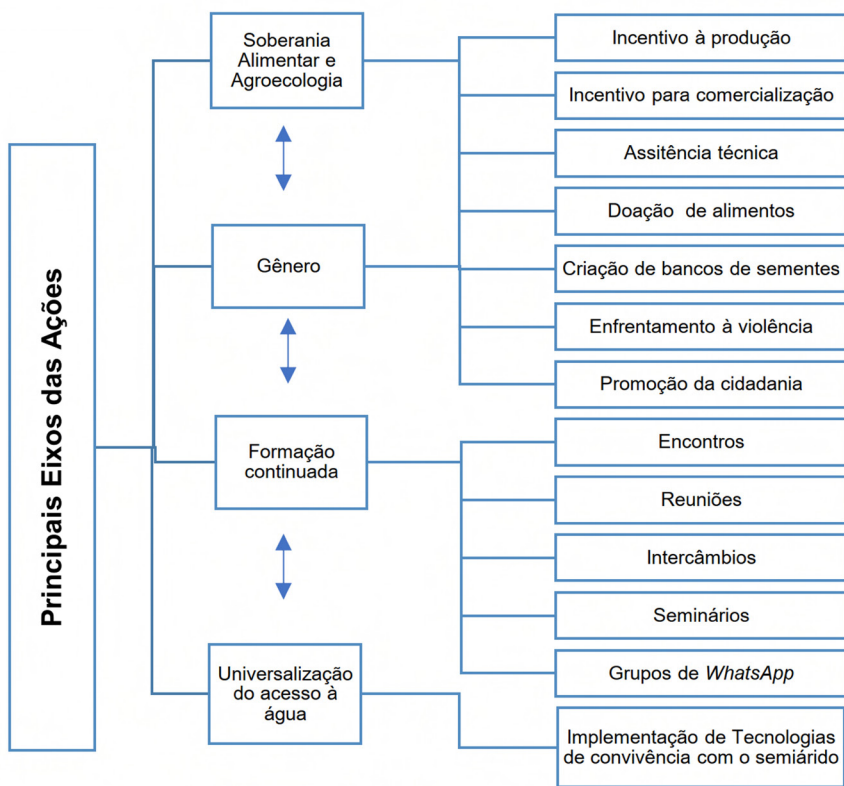 Principais Eixos das Ações
Soberania
Alimentar e
Agroecologia
Gênero
Formação
continuada
Universalização
do acesso à
água
Incentivo à produção
Incentivo para comercialização
Assitência técnica
Doação de alimentos
Criação de bancos de sementes
Enfrentamento à violência
Promoção da cidadania
Encontros
Reuniões
Intercâmbios
Seminários
Grupos de WhatsApp
Implementação de Tecnologias
de convivência com o semiárido